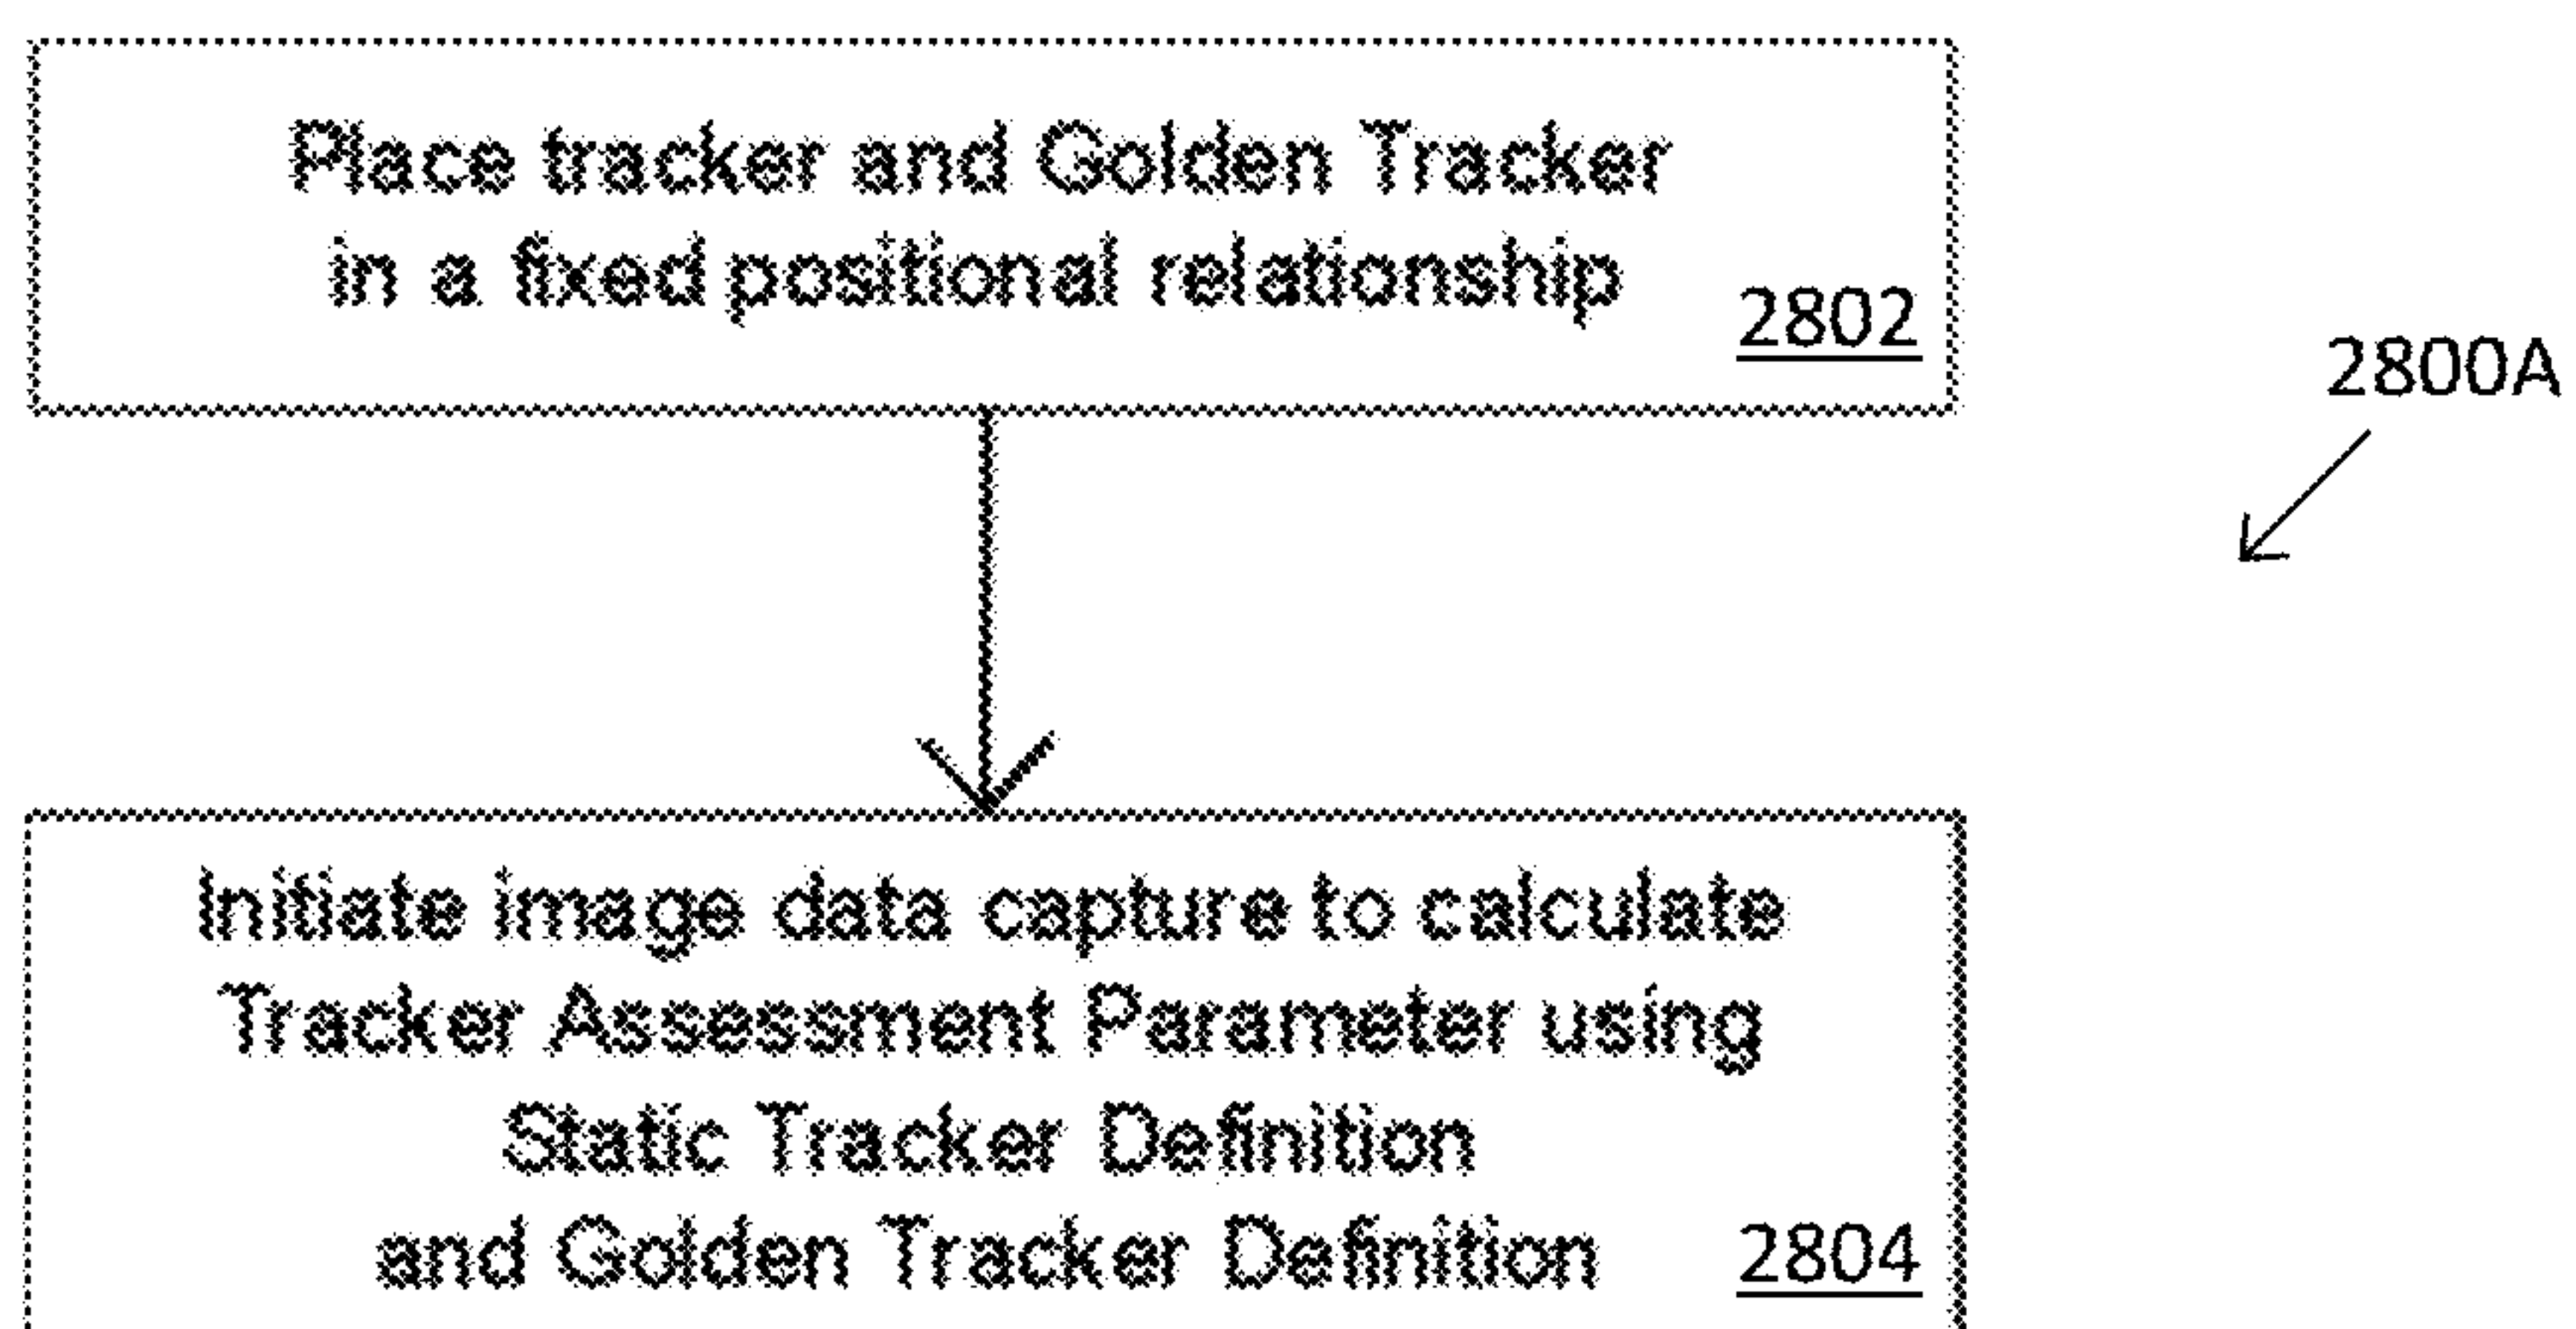 Place tracker and Golden Tracker
in a fixed positional relationship
2802
2800A
Initiate image data capture to calculate
Tracker Assessment Parameter using
Static Tracker Definition
and Golden Tracker Definition
2804